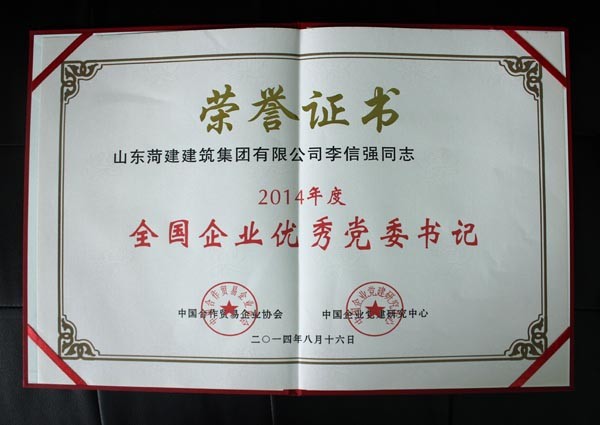 荣誉证书
山东菏建建筑集团有限公司李信强同志
2014年度
全国企业优秀党委书记
中国合作贸易企业协会 中国企业党建研究中心
二〇一四年八月十六日